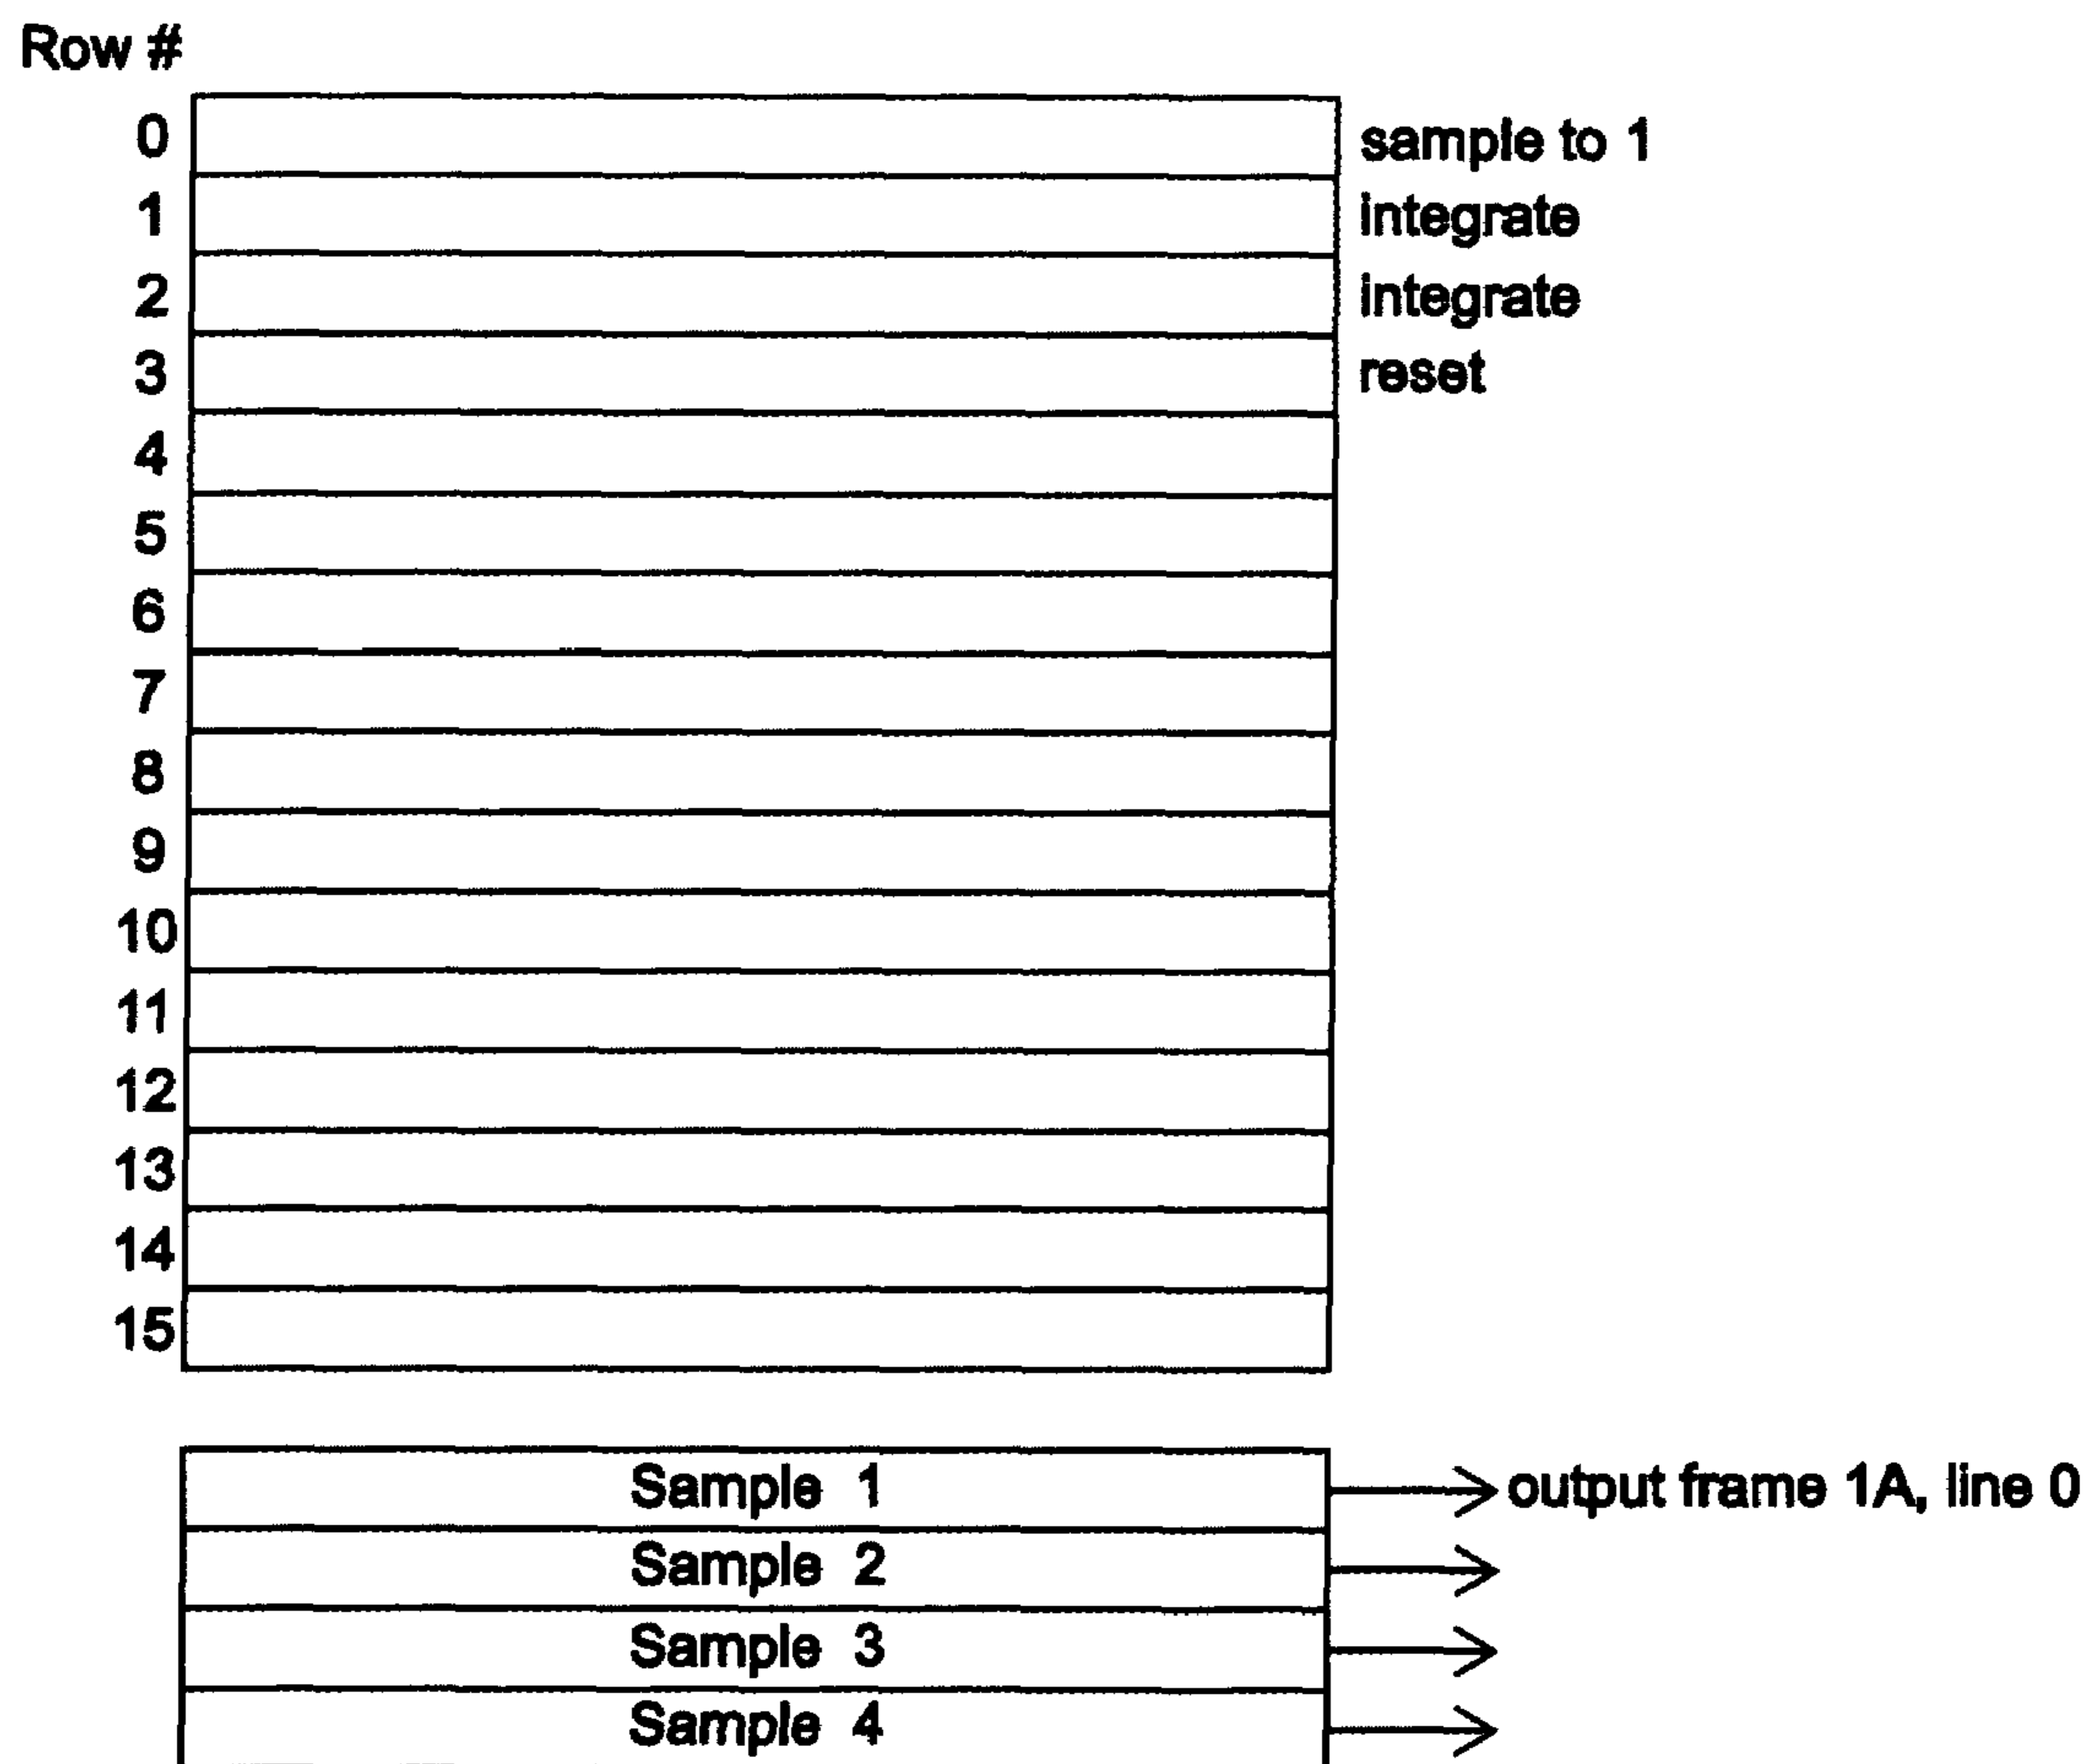 Row #
0 sample to 1
1 integrate
2 integrate
3 reset
4
5
6
7
8
9
10
11
12
13
14
15
Sample 1 output frame 1A, line 0
Sample 2
Sample 3
Sample 4